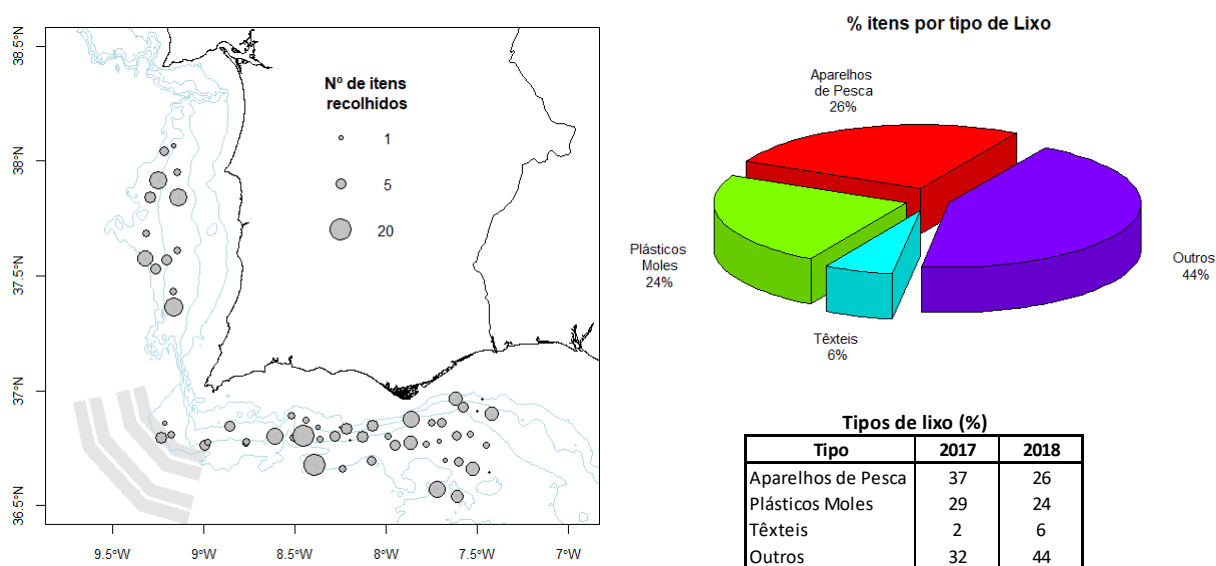 38.5°N
38°N
37.5°N
37°N
36.5°N
9.5°W 9°W 8.5°W 8°W 7.5°W 7°W
Nº de itens
recolhidos
1
5
20
% itens por tipo de Lixo
Aparelhos
de Pesca
26%
Plásticos
Moles
24%
Têxteis
6%
Outros
44%
Tipos de lixo (%)
Tipo 2017 2018
Aparelhos de Pesca 37 26
Plásticos Moles 29 24
Têxteis 2 6
Outros 32 44